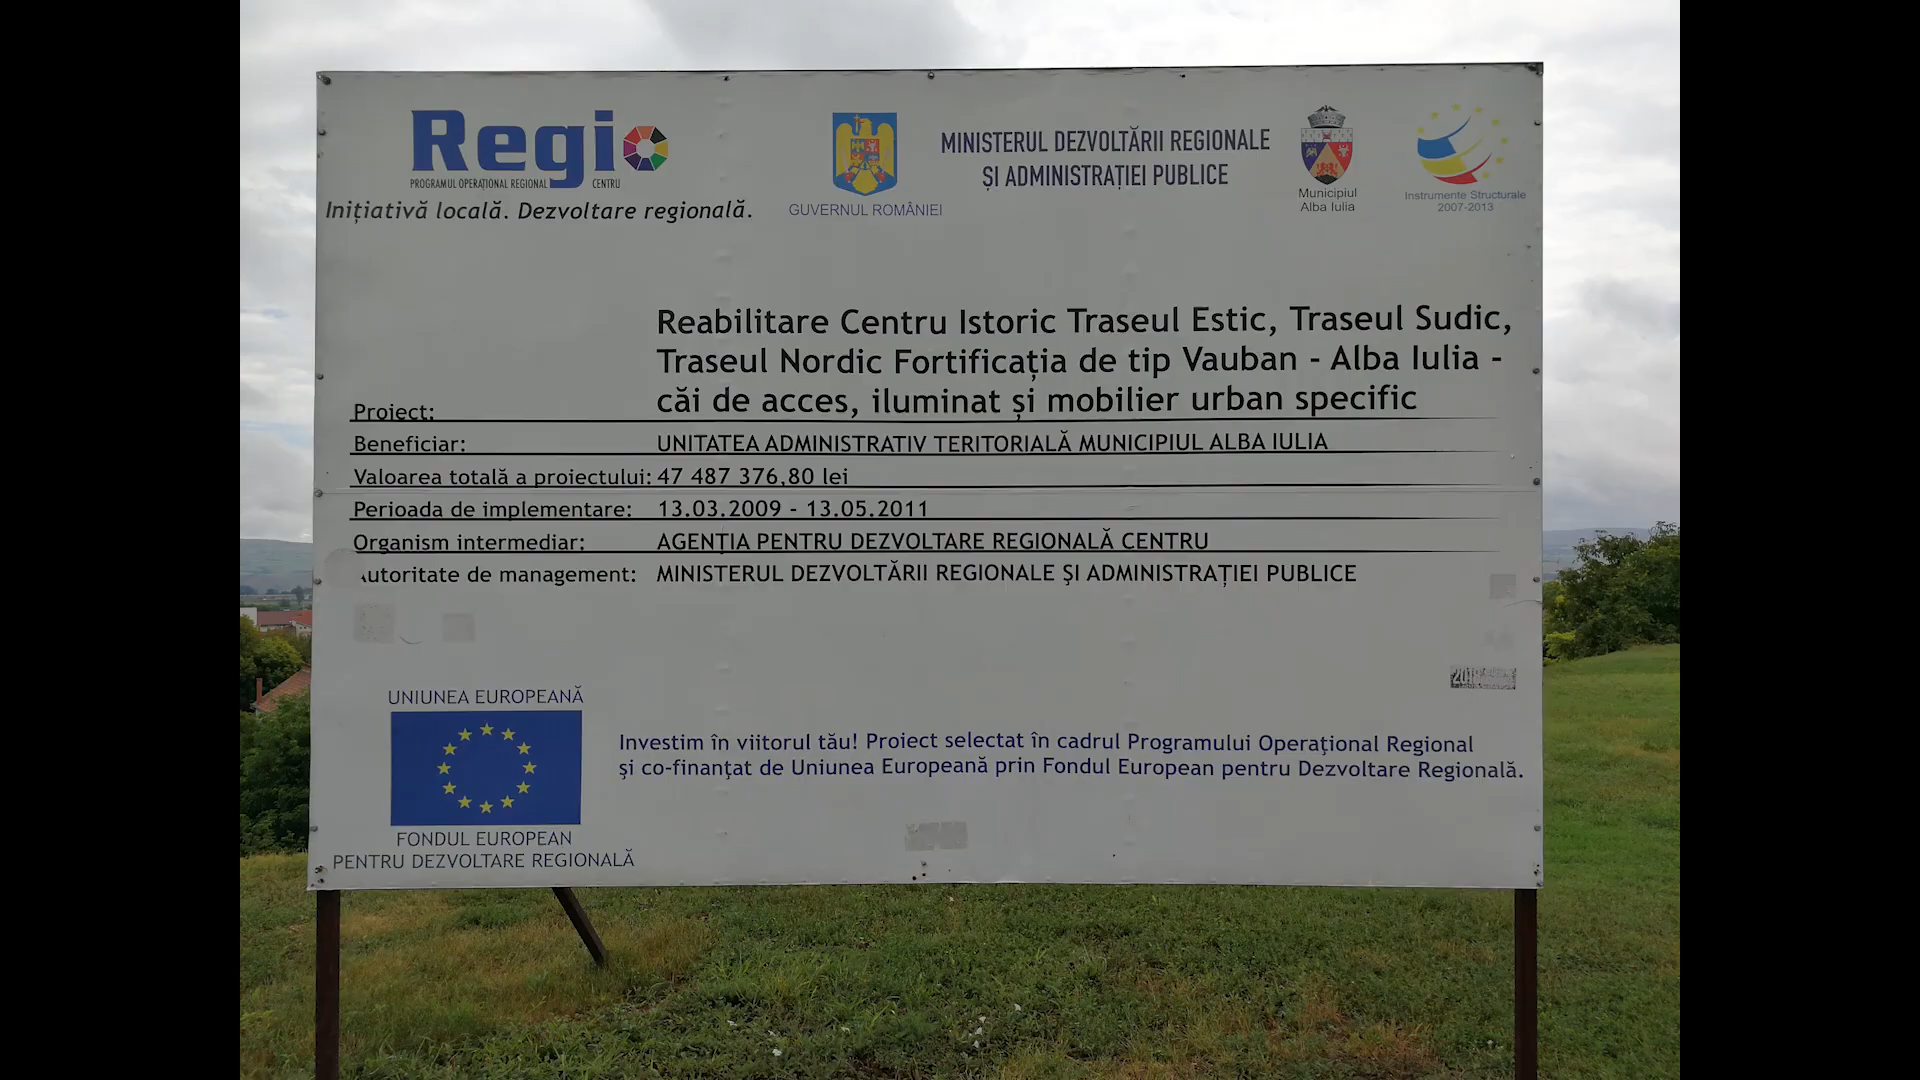 Regio
PROGRAMUL OPERAȚIONAL REGIONAL CENTRU
Inițiativă locală. Dezvoltare regională.
GUVERNUL ROMÂNIEI
MINISTERUL DEZVOLTĂRII REGIONALE
ȘI ADMINISTRAȚIEI PUBLICE
Municipiul
Alba Iulia
Instrumente Structurale
2007-2013
Reabilitare Centru Istoric Traseul Estic, Traseul Sudic,
Traseul Nordic Fortificația de tip Vauban - Alba Iulia -
Proiect: căi de acces, iluminat și mobilier urban specific
Beneficiar: UNITATEA ADMINISTRATIV TERITORIALĂ MUNICIPIUL ALBA IULIA
Valoarea totală a proiectului: 47 487 376,80 lei
Perioada de implementare: 13.03.2009 - 13.05.2011
Organism intermediar: AGENȚIA PENTRU DEZVOLTARE REGIONALĂ CENTRU
Autoritate de management: MINISTERUL DEZVOLTĂRII REGIONALE ŞI ADMINISTRAȚIEI PUBLICE
UNIUNEA EUROPEANĂ
FONDUL EUROPEAN
PENTRU DEZVOLTARE REGIONALĂ
Investim în viitorul tău! Proiect selectat în cadrul Programului Operaţional Regional
şi co-finanţat de Uniunea Europeană prin Fondul European pentru Dezvoltare Regională.